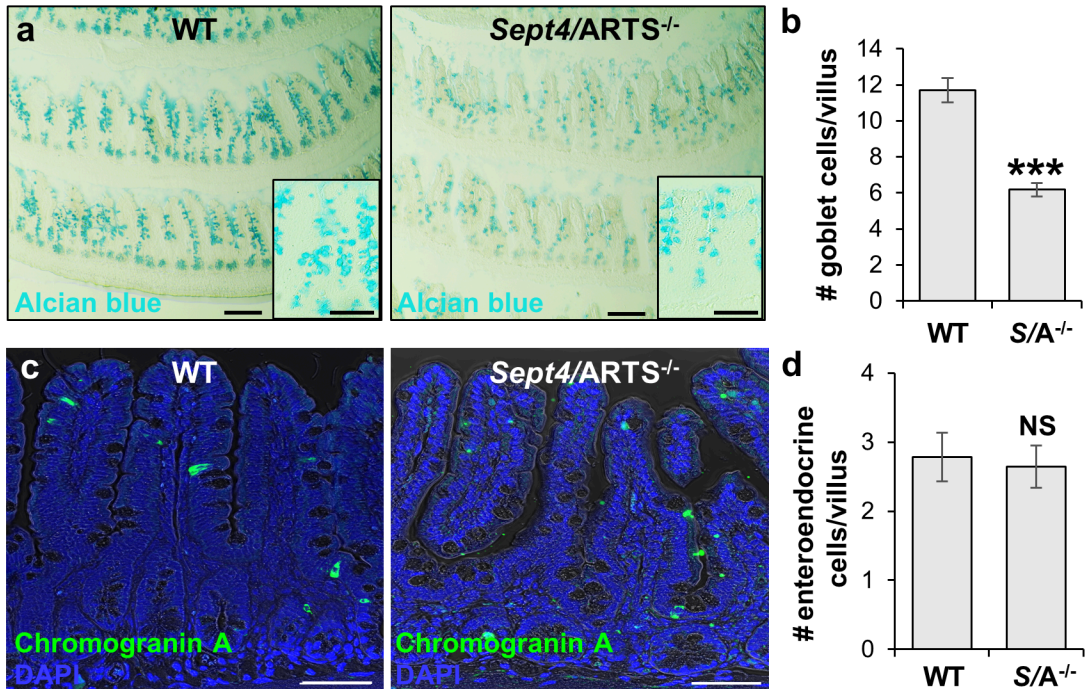 a
WT
Sept4/ARTS-/-
Alcian blue
Alcian blue
b
# goblet cells/villus
14
12
10
8
6
4
2
0
***
WT
S/A-/-
c
WT
Sept4/ARTS-/-
Chromogranin A
DAPI
Chromogranin A
DAPI
d
# enteroendocrine
cells/villus
4
3
2
1
0
NS
WT
S/A-/-